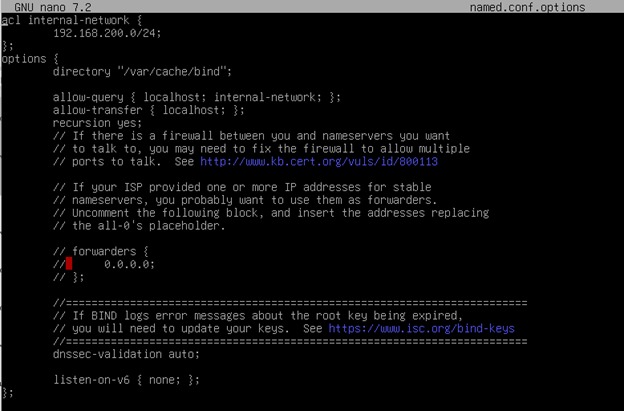 GNU nano 7.2 named.conf.options
acl internal-network {
192.168.200.0/24;
};
options {
directory "/var/cache/bind";
allow-query { localhost; internal-network; };
allow-transfer { localhost; };
recursion yes;
// If there is a firewall between you and nameservers you want
// to talk to, you may need to fix the firewall to allow multiple
// ports to talk.  See http://www.kb.cert.org/vuls/id/800113
// If your ISP provided one or more IP addresses for stable
// nameservers, you probably want to use them as forwarders.
// Uncomment the following block, and insert the addresses replacing
// the all-0's placeholder.
// forwarders {
//      0.0.0.0;
// };
//========================================================================
// If BIND logs error messages about the root key being expired,
// you will need to update your keys.  See https://www.isc.org/bind-keys
//========================================================================
dnssec-validation auto;
listen-on-v6 { none; };
};